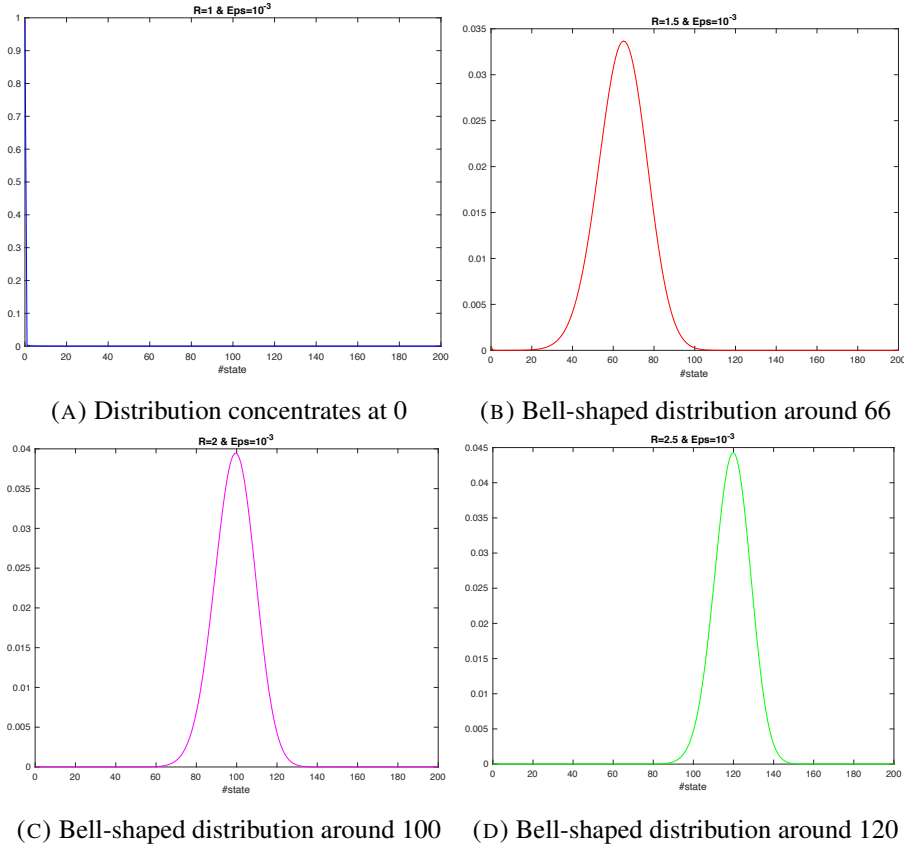 R=1 & Eps=10⁻³
1
0.9
0.8
0.7
0.6
0.5
0.4
0.3
0.2
0.1
0
0 20 40 60 80 100 120 140 160 180 200
#state
(A) Distribution concentrates at 0
R=1.5 & Eps=10⁻³
0.035
0.03
0.025
0.02
0.015
0.01
0.005
0
0 20 40 60 80 100 120 140 160 180 200
#state
(B) Bell-shaped distribution around 66
R=2 & Eps=10⁻³
0.04
0.035
0.03
0.025
0.02
0.015
0.01
0.005
0
0 20 40 60 80 100 120 140 160 180 200
#state
(C) Bell-shaped distribution around 100
R=2.5 & Eps=10⁻³
0.045
0.04
0.035
0.03
0.025
0.02
0.015
0.01
0.005
0
0 20 40 60 80 100 120 140 160 180 200
#state
(D) Bell-shaped distribution around 120